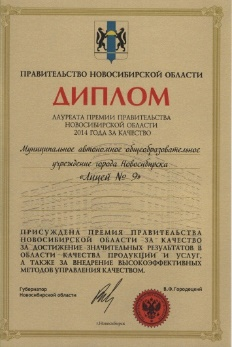 ПРАВИТЕЛЬСТВО НОВОСИБИРСКОЙ ОБЛАСТИ
ДИПЛОМ
ЛАУРЕАТА ПРЕМИИ ПРАВИТЕЛЬСТВА
НОВОСИБИРСКОЙ ОБЛАСТИ
2014 ГОДА ЗА КАЧЕСТВО
Муниципальное автономное общеобразовательное
учреждение города Новосибирска
«Лицей № 9»
ПРИСУЖДЕНА ПРЕМИЯ ПРАВИТЕЛЬСТВА
НОВОСИБИРСКОЙ ОБЛАСТИ ЗА КАЧЕСТВО
ЗА ДОСТИЖЕНИЕ ЗНАЧИТЕЛЬНЫХ РЕЗУЛЬТАТОВ В
ОБЛАСТИ КАЧЕСТВА ПРОДУКЦИИ И УСЛУГ,
А ТАКЖЕ ЗА ВНЕДРЕНИЕ ВЫСОКОЭФФЕКТИВНЫХ
МЕТОДОВ УПРАВЛЕНИЯ КАЧЕСТВОМ.
Губернатор
Новосибирской области
В.Ф.Городецкий
г.Новосибирск